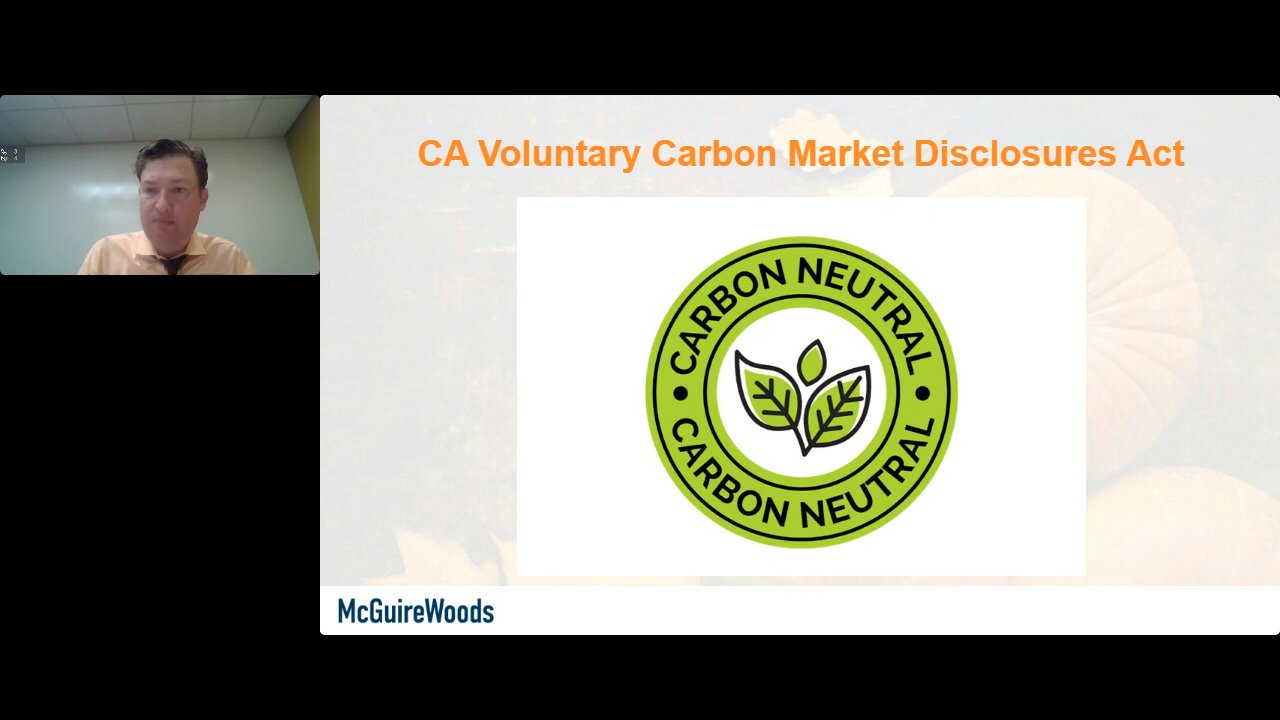 CA Voluntary Carbon Market Disclosures Act
CARBON NEUTRAL
CARBON NEUTRAL
McGuireWoods